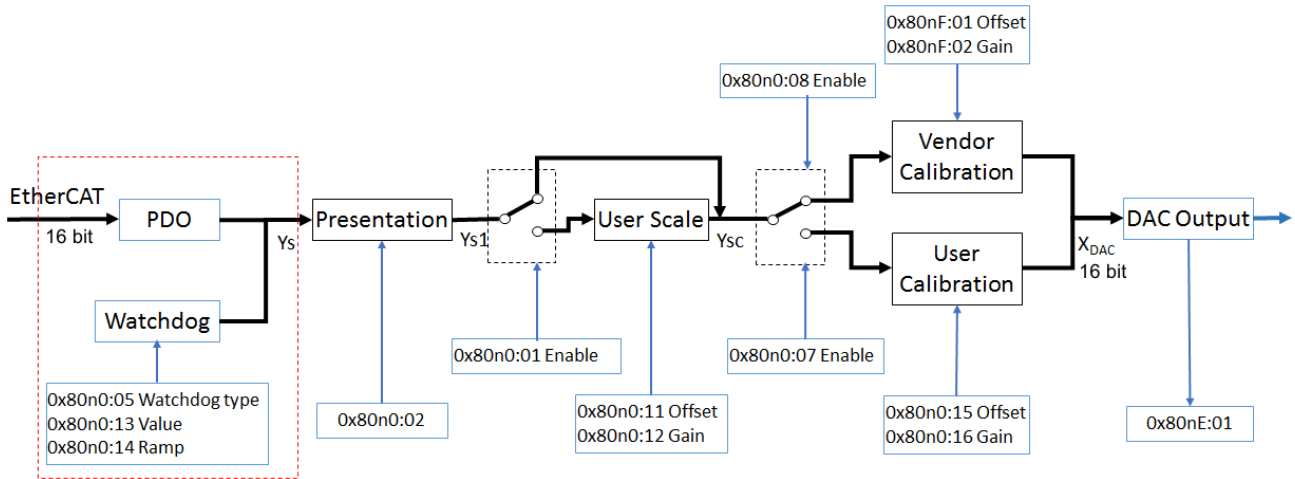 0x80nF:01 Offset
0x80nF:02 Gain
0x80n0:08 Enable
Vendor
Calibration
EtherCAT
16 bit
PDO
Ys
Presentation
Ys1
User Scale
Ysc
User
Calibration
XDAC
16 bit
DAC Output
Watchdog
0x80n0:01 Enable
0x80n0:07 Enable
0x80n0:05 Watchdog type
0x80n0:13 Value
0x80n0:14 Ramp
0x80n0:02
0x80n0:11 Offset
0x80n0:12 Gain
0x80n0:15 Offset
0x80n0:16 Gain
0x80nE:01